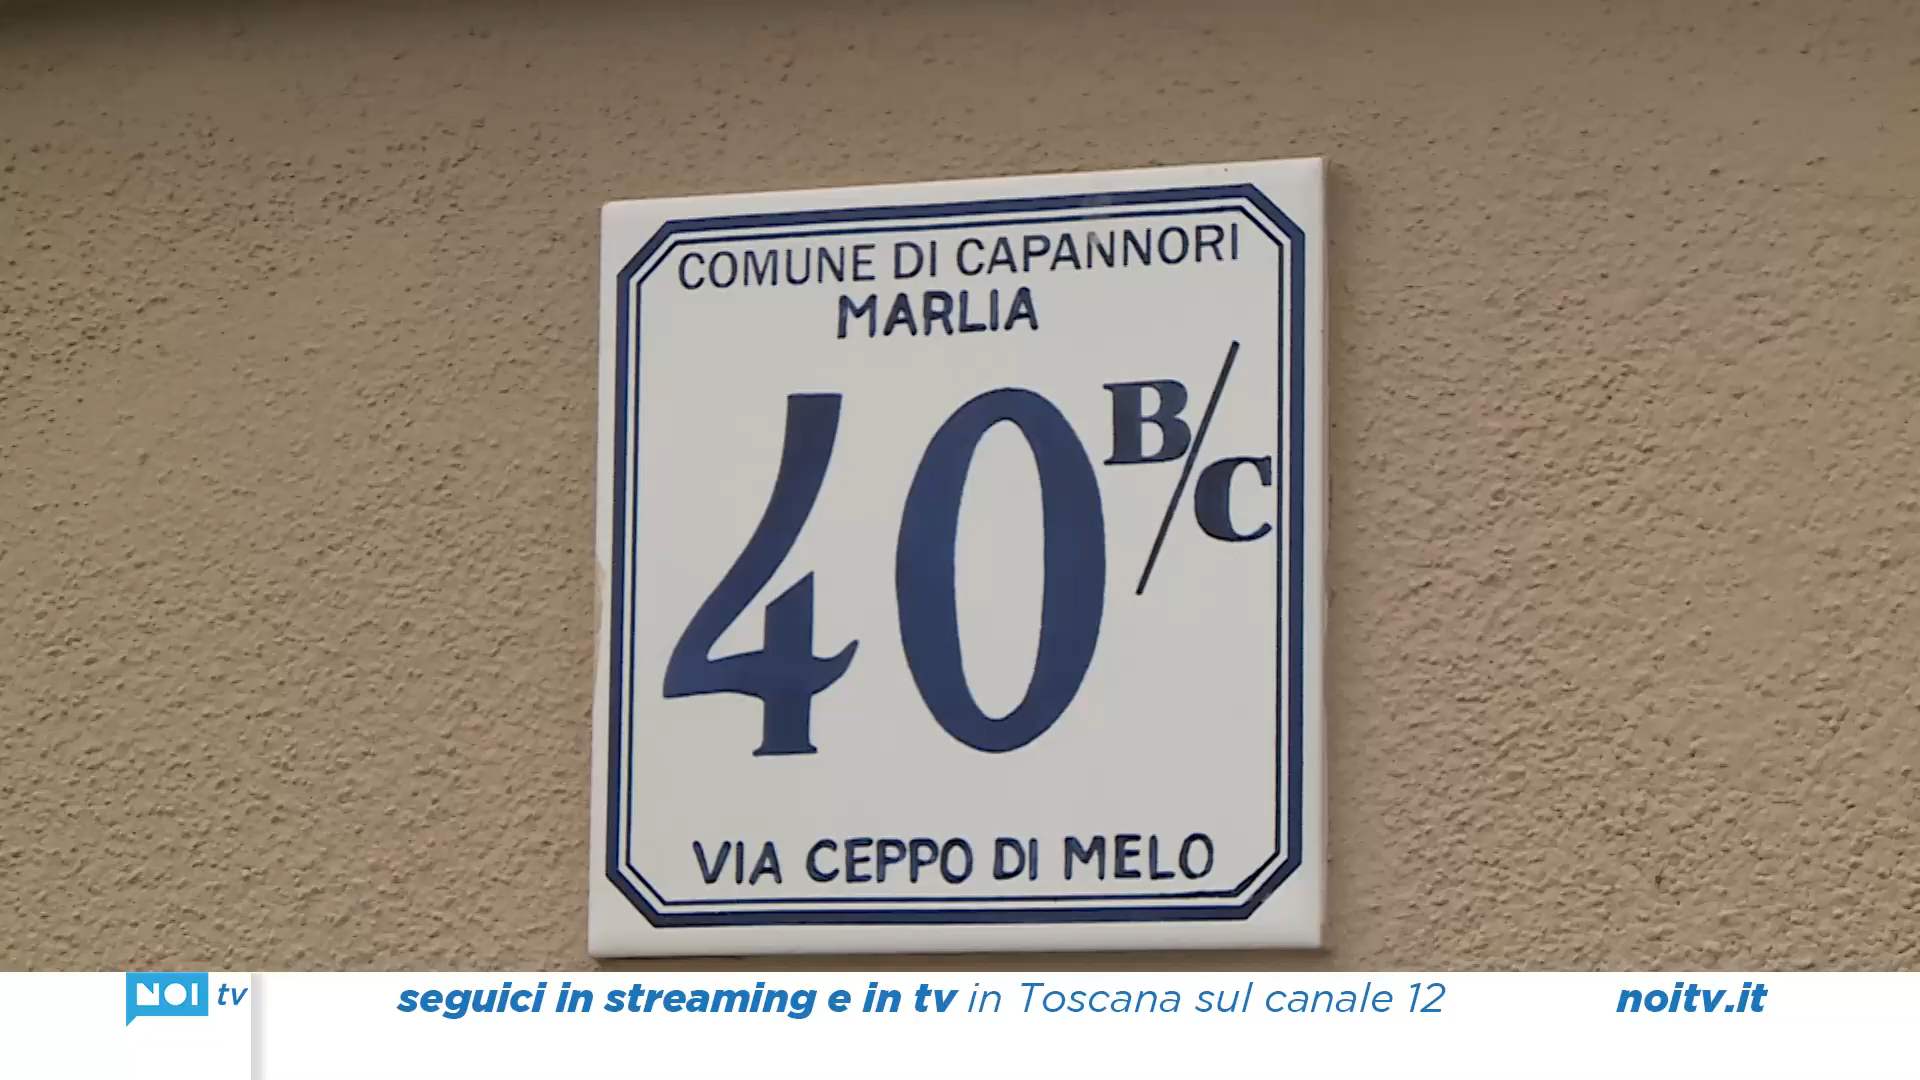 COMUNE DI CAPANNORI
MARLIA
40 B/C
VIA CEPPO DI MELO
NOI tv
seguici in streaming e in tv in Toscana sul canale 12
noitv.it